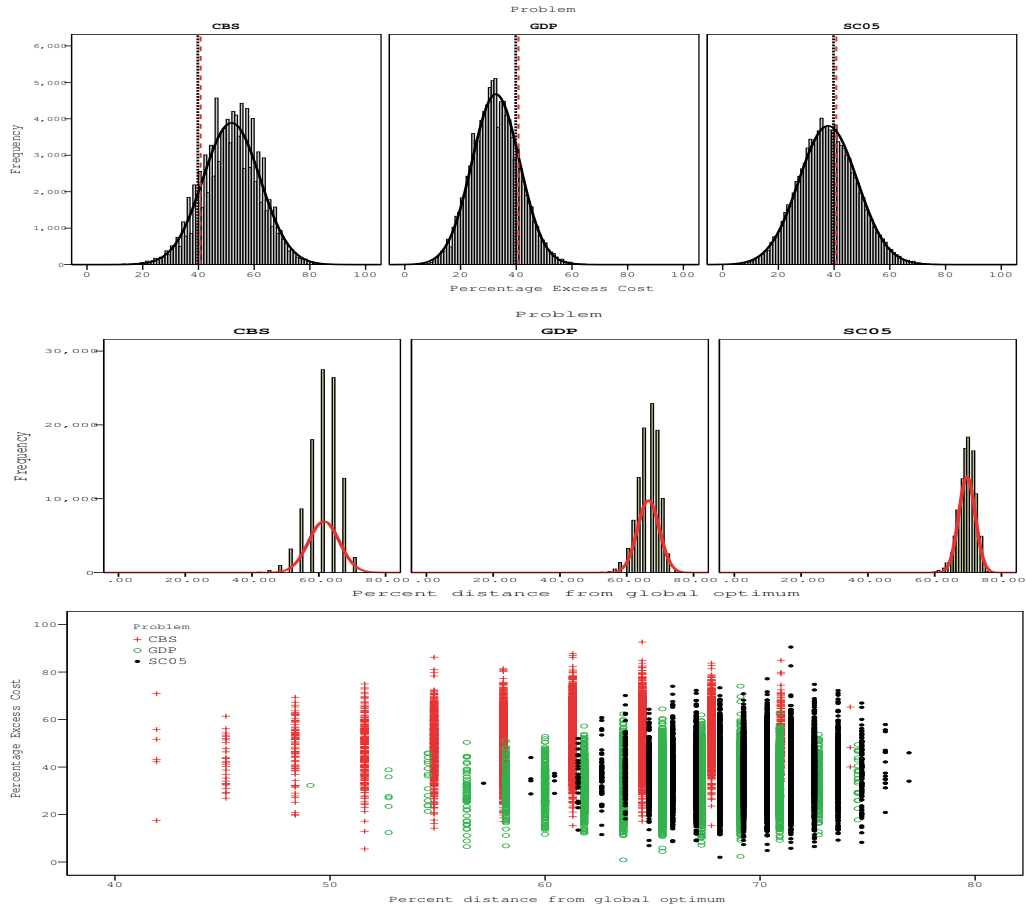 Problem
CBS GDP SC05
6,000
5,000
4,000
3,000
2,000
1,000
0
Frequency
0 20 40 60 80 100 0 20 40 60 80 100 0 20 40 60 80 100
Percentage Excess Cost
Problem
CBS GDP SC05
30,000
20,000
10,000
0
Frequency
.00 20.00 40.00 60.00 80.00 .00 20.00 40.00 60.00 80.00 .00 20.00 40.00 60.00 80.00
Percent distance from global optimum
Problem
CBS
GDP
SC05
100
80
60
40
20
0
Percentage Excess Cost
40 50 60 70 80
Percent distance from global optimum